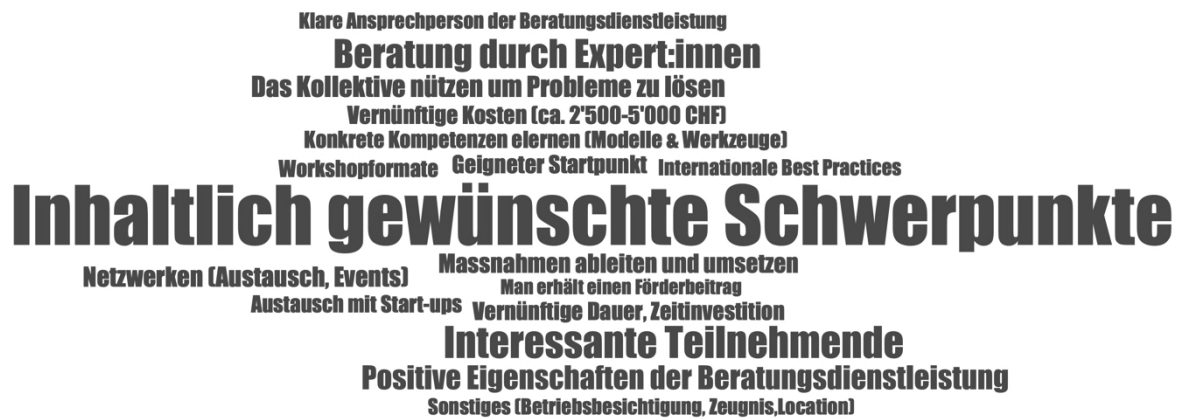 Klare Ansprechperson der Beratungsdienstleistung
Beratung durch Expert:innen
Das Kollektive nützen um Probleme zu lösen
Vernünftige Kosten (ca. 2'500-5'000 CHF)
Konkrete Kompetenzen elernen (Modelle & Werkzeuge)
Workshopformate Geigneter Startpunkt Internationale Best Practices
Inhaltlich gewünschte Schwerpunkte
Netzwerken (Austausch, Events) Massnahmen ableiten und umsetzen
Man erhält einen Förderbeitrag
Austausch mit Start-ups Vernünftige Dauer, Zeitinvestition
Interessante Teilnehmende
Positive Eigenschaften der Beratungsdienstleistung
Sonstiges (Betriebsbesichtigung, Zeugnis,Location)